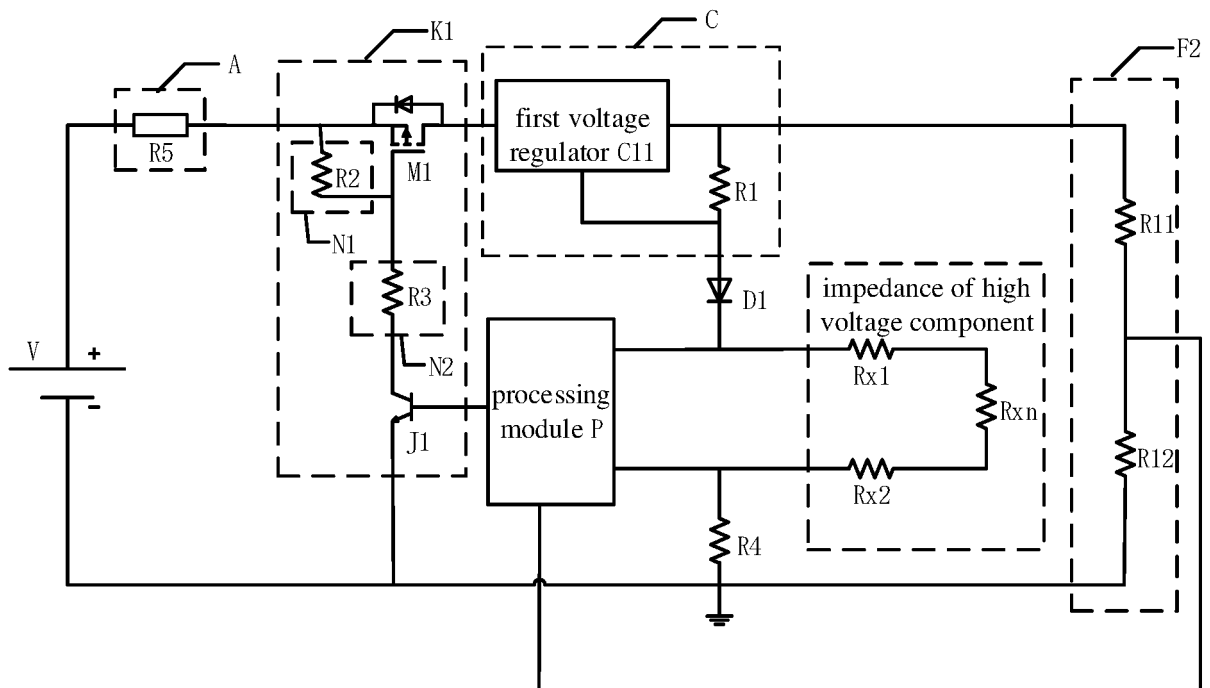 A
K1
C
F2
R5
first voltage
regulator C11
M1
R2
R1
N1
R11
R3
D1
impedance of high
voltage component
V
+
-
N2
Rx1
processing
module P
Rxn
J1
Rx2
R12
R4